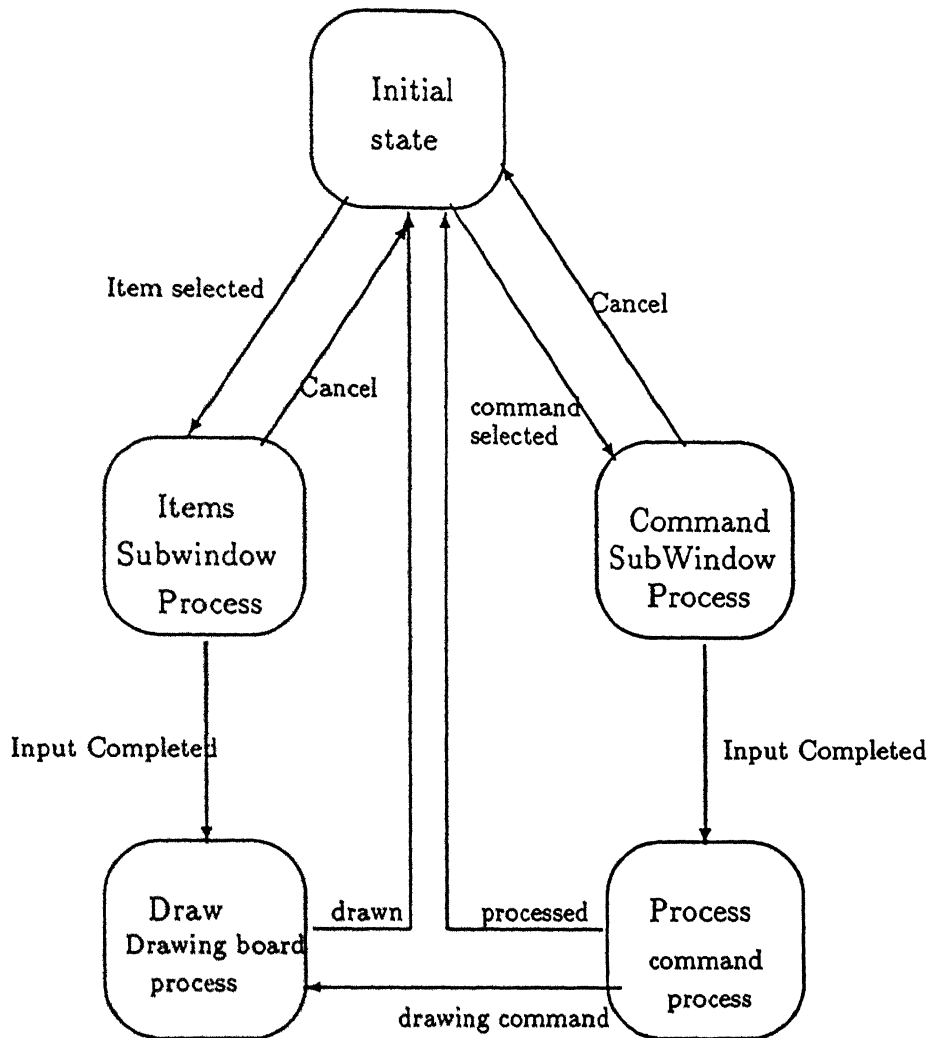 Initial
state
Item selected
Cancel
Cancel
command
selected
Items
Subwindow
Process
Command
SubWindow
Process
Input Completed
Input Completed
Draw
Drawing board
process
drawn
processed
Process
command
process
drawing command